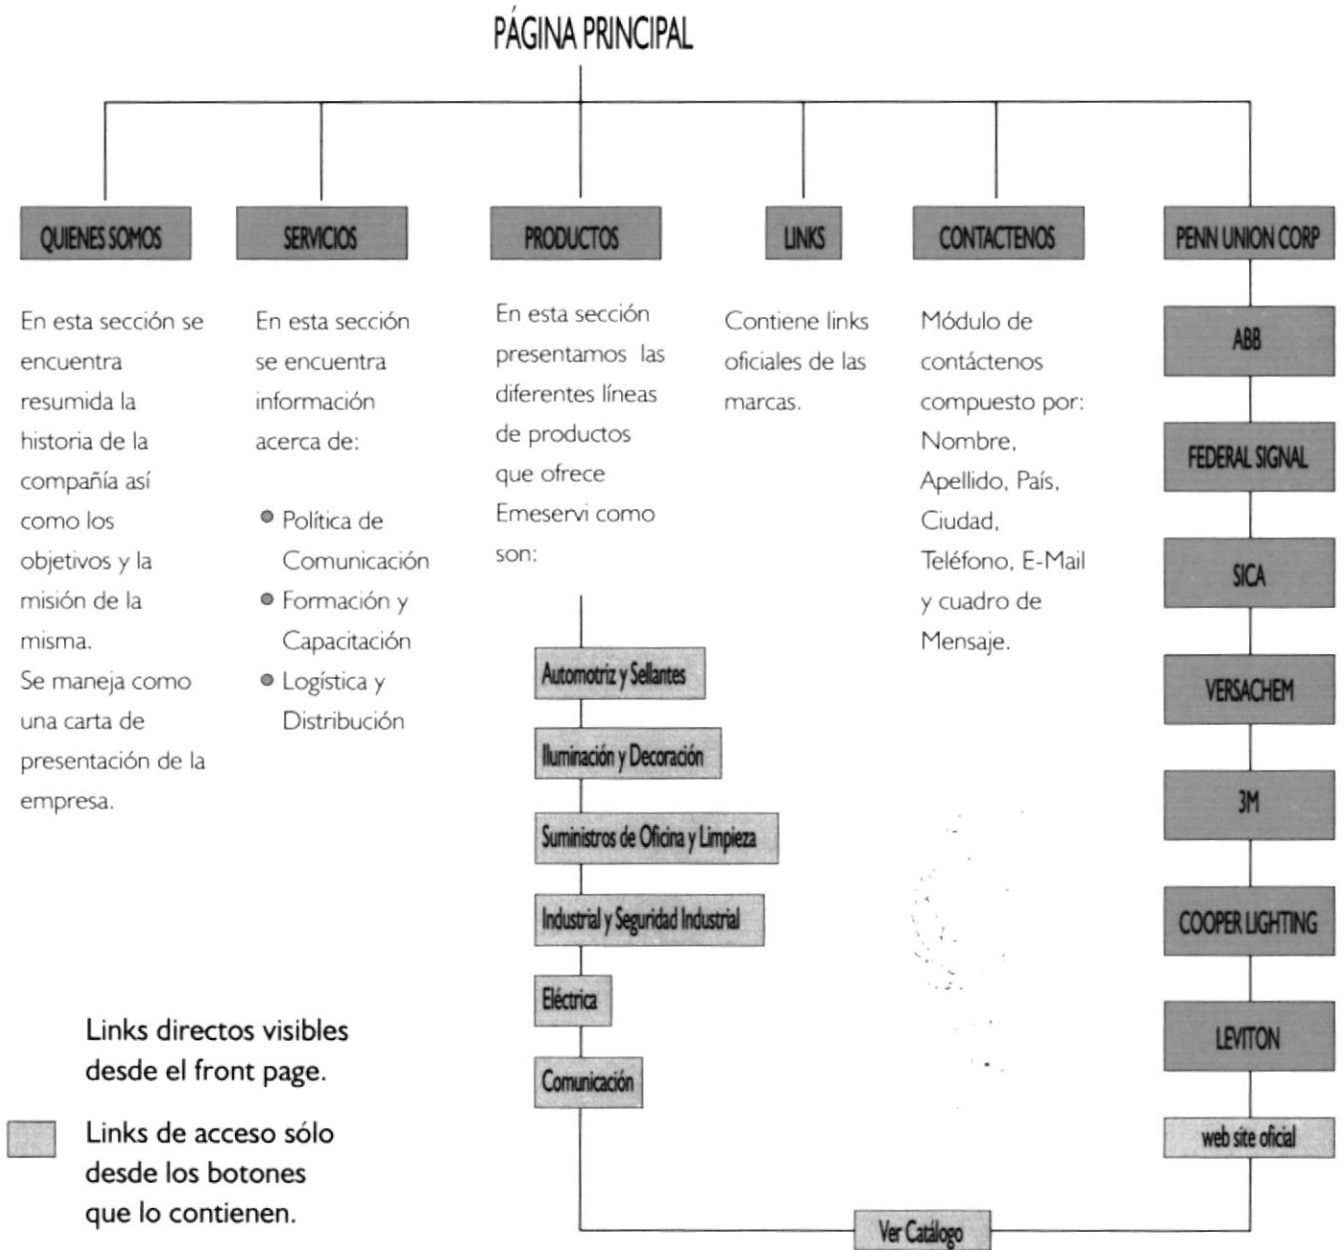 PÁGINA PRINCIPAL
QUIENES SOMOS
En esta sección se
encuentra
resumida la
historia de la
compañía así
como los
objetivos y la
misión de la
misma.
Se maneja como
una carta de
presentación de la
empresa.
SERVICIOS
En esta sección
se encuentra
información
acerca de:
Política de
Comunicación
Formación y
Capacitación
Logística y
Distribución
PRODUCTOS
En esta sección
presentamos las
diferentes líneas
de productos
que ofrece
Emeservi como
son:
Automotriz y Sellantes
Iluminación y Decoración
Suministros de Oficina y Limpieza
Industrial y Seguridad Industrial
Eléctrica
Comunicación
LINKS
Contiene links
oficiales de las
marcas.
CONTACTENOS
Módulo de
contáctenos
compuesto por:
Nombre,
Apellido, País,
Ciudad,
Teléfono, E-Mail
y cuadro de
Mensaje.
PENN UNION CORP
ABB
FEDERAL SIGNAL
SICA
VERSACHEM
3M
COOPER LIGHTING
LEVITON
web site oficial
Ver Catálogo
Links directos visibles
desde el front page.
Links de acceso sólo
desde los botones
que lo contienen.